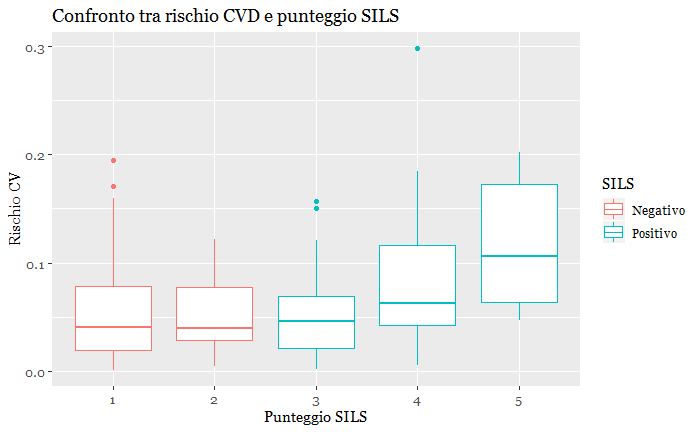 Confronto tra rischio CVD e punteggio SILS
0.3
0.2
0.1
0.0
Rischio CV
1 2 3 4 5
Punteggio SILS
SILS
Negativo
Positivo